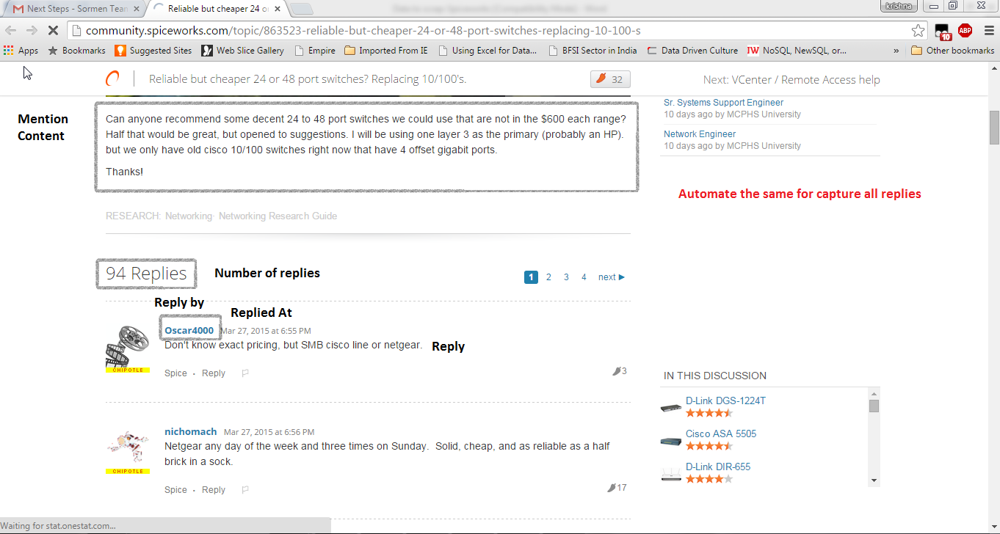 Next Steps - Sormen Team
Reliable but cheaper 24 o
krishna
community.spiceworks.com/topic/863523-reliable-but-cheaper-24-or-48-port-switches-replacing-10-100-s
10
ABP
Apps
Bookmarks
Suggested Sites
Web Slice Gallery
Empire
Imported From IE
Using Excel for Data...
BFSI Sector in India
Data Driven Culture
IW
NoSQL, NewSQL, or...
»
Other bookmarks
Reliable but cheaper 24 or 48 port switches? Replacing 10/100's.
32
Next: VCenter / Remote Access help
Mention
Content
Can anyone recommend some decent 24 to 48 port switches we could use that are not in the $600 each range?
Half that would be great, but opened to suggestions. I will be using one layer 3 as the primary (probably an HP).
but we only have old cisco 10/100 switches right now that have 4 offset gigabit ports.
Thanks!
Sr. Systems Support Engineer
10 days ago by MCPHS University
Network Engineer
10 days ago by MCPHS University
Automate the same for capture all replies
RESEARCH: Networking· Networking Research Guide
94 Replies
Number of replies
1 2 3 4 next
Reply by
Replied At
Oscar4000 Mar 27, 2015 at 6:55 PM
Don't know exact pricing, but SMB cisco line or netgear.
Reply
CHIPOTLE
Spice · Reply
3
nichomach Mar 27, 2015 at 6:56 PM
Netgear any day of the week and three times on Sunday. Solid, cheap, and as reliable as a half
brick in a sock.
CHIPOTLE
Spice · Reply
17
IN THIS DISCUSSION
D-Link DGS-1224T
Cisco ASA 5505
D-Link DIR-655
Waiting for stat.onestat.com...